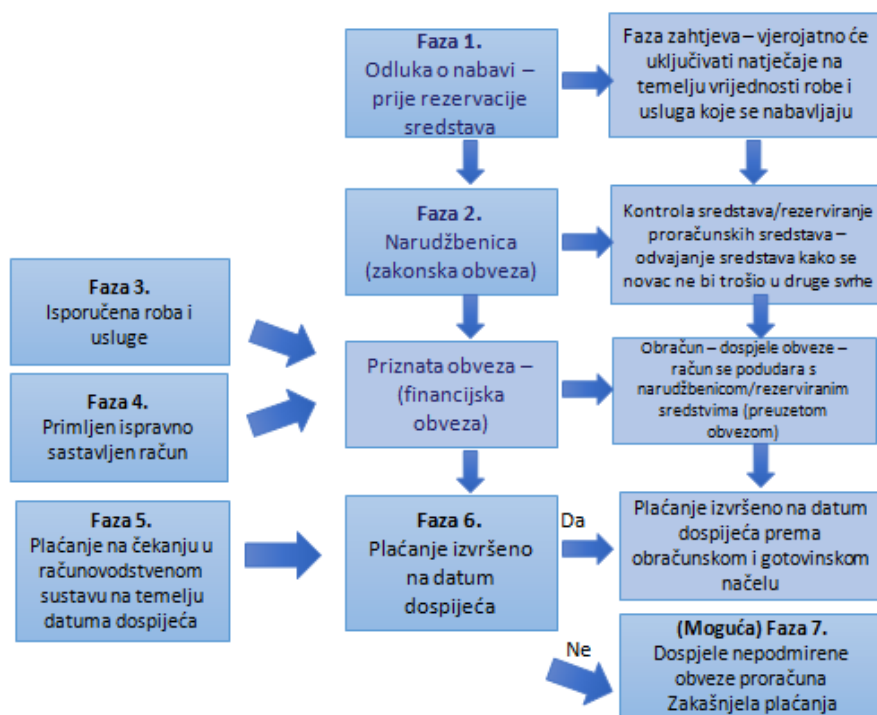 Faza 1.
Odluka o nabavi –
prije rezervacije
sredstava
Faza zahtjeva – vjerojatno će
uključivati natječaje na
temelju vrijednosti robe i
usluga koje se nabavljaju
Faza 2.
Narudžbenica
(zakonska obveza)
Kontrola sredstava/rezerviranje
proračunskih sredstava –
odvajanje sredstava kako se
novac ne bi trošio u druge svrhe
Faza 3.
Isporučena roba i
usluge
Faza 4.
Primljen ispravno
sastavljen račun
Priznata obveza –
(financijska
obveza)
Obračun – dospjele obveze –
račun se podudara s
narudžbenicom/rezerviranim
sredstvima (preuzetom
obvezom)
Faza 5.
Plaćanje na čekanju u
računovodstvenom
sustavu na temelju
datuma dospijeća
Faza 6.
Plaćanje izvršeno
na datum
dospijeća
Da
Plaćanje izvršeno na datum
dospijeća prema
obračunskom i gotovinskom
načelu
Ne
(Moguća) Faza 7.
Dospjele nepodmirene
obveze proračuna
Zakašnjela plaćanja